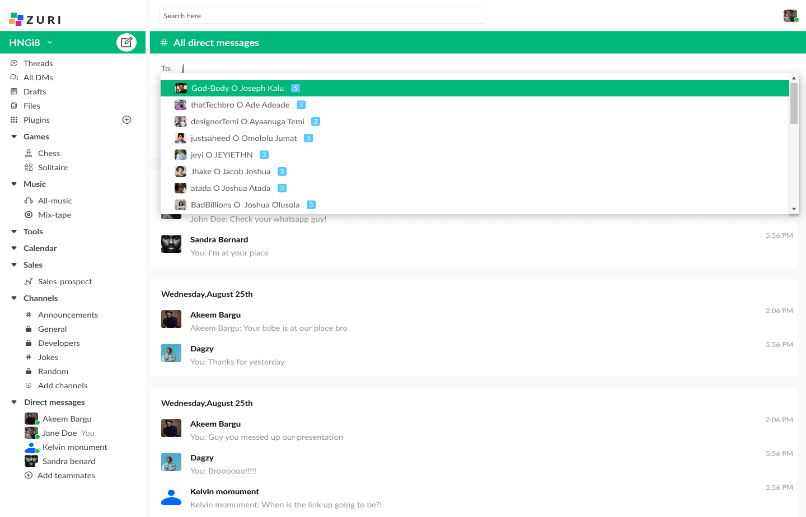 ZURI
Search here
HNGi8
# All direct messages
Threads
All DMs
Drafts
Files
Plugins
Games
Chess
Solitaire
Music
All-music
Mix-tape
Tools
Calendar
Sales
Sales-prospect
Channels
# Announcements
General
Developers
# Jokes
Random
Add channels
Direct messages
Akeem Bargu
Jane Doe You
Kelvin monument
Sandra benard
Add teammates
To:
God-Body O Joseph Kalu 5
thatTechbro O Ade Adeade 3
designerTemi O Ayaanuga Temi 3
justsaheed O Omololu Jumat 3
jeyi O JEYIETHN 3
Jhake O Jacob Joshua 3
atada O Joshua Atada 3
BadBillions O Joshua Olusola 3
John Doe: Check your whatsapp guy!
Sandra Bernard 5:56 PM
You: I'm at your place
Wednesday,August 25th
Akeem Bargu 2:06 PM
Akeem Bargu: Your babe is at our place bro
Dagzy 5:56 PM
You: Thanks for yesterday
Wednesday,August 25th
Akeem Bargu 2:06 PM
You: Guy you messed up our presentation
Dagzy 5:56 PM
You: Broooooo!!!!!
Kelvin momument 5:56 PM
Kelvin momument: When is the link up going to be?!